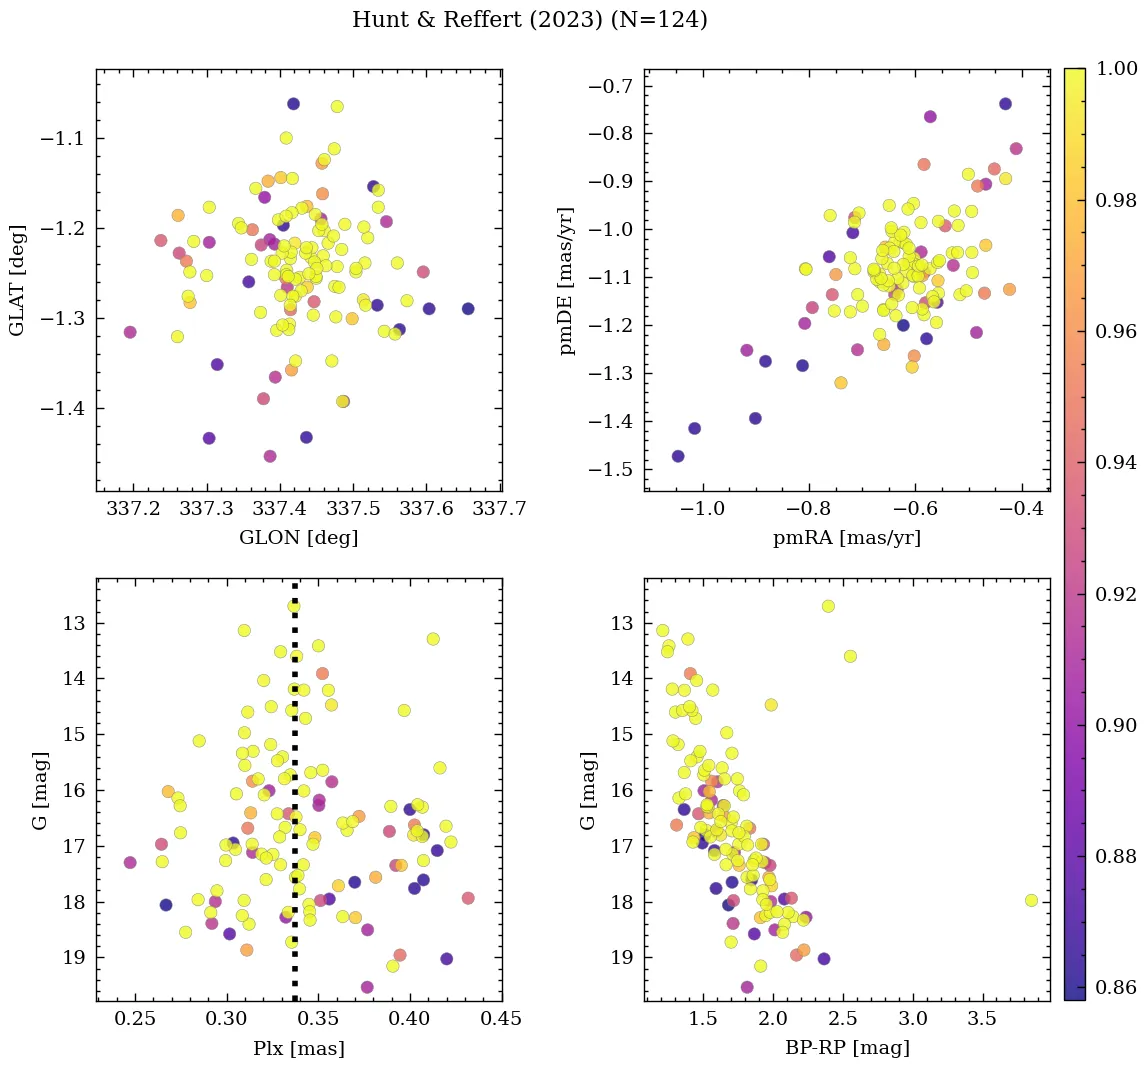 Hunt & Reffert (2023) (N=124)
−1.1
−1.2
−1.3
−1.4
GLAT [deg]
337.2 337.3 337.4 337.5 337.6 337.7
GLON [deg]
−0.7
−0.8
−0.9
−1.0
−1.1
−1.2
−1.3
−1.4
−1.5
pmDE [mas/yr]
−1.0 −0.8 −0.6 −0.4
pmRA [mas/yr]
13
14
15
16
17
18
19
G [mag]
0.25 0.30 0.35 0.40 0.45
Plx [mas]
13
14
15
16
17
18
19
G [mag]
1.5 2.0 2.5 3.0 3.5
BP-RP [mag]
1.00
0.98
0.96
0.94
0.92
0.90
0.88
0.86